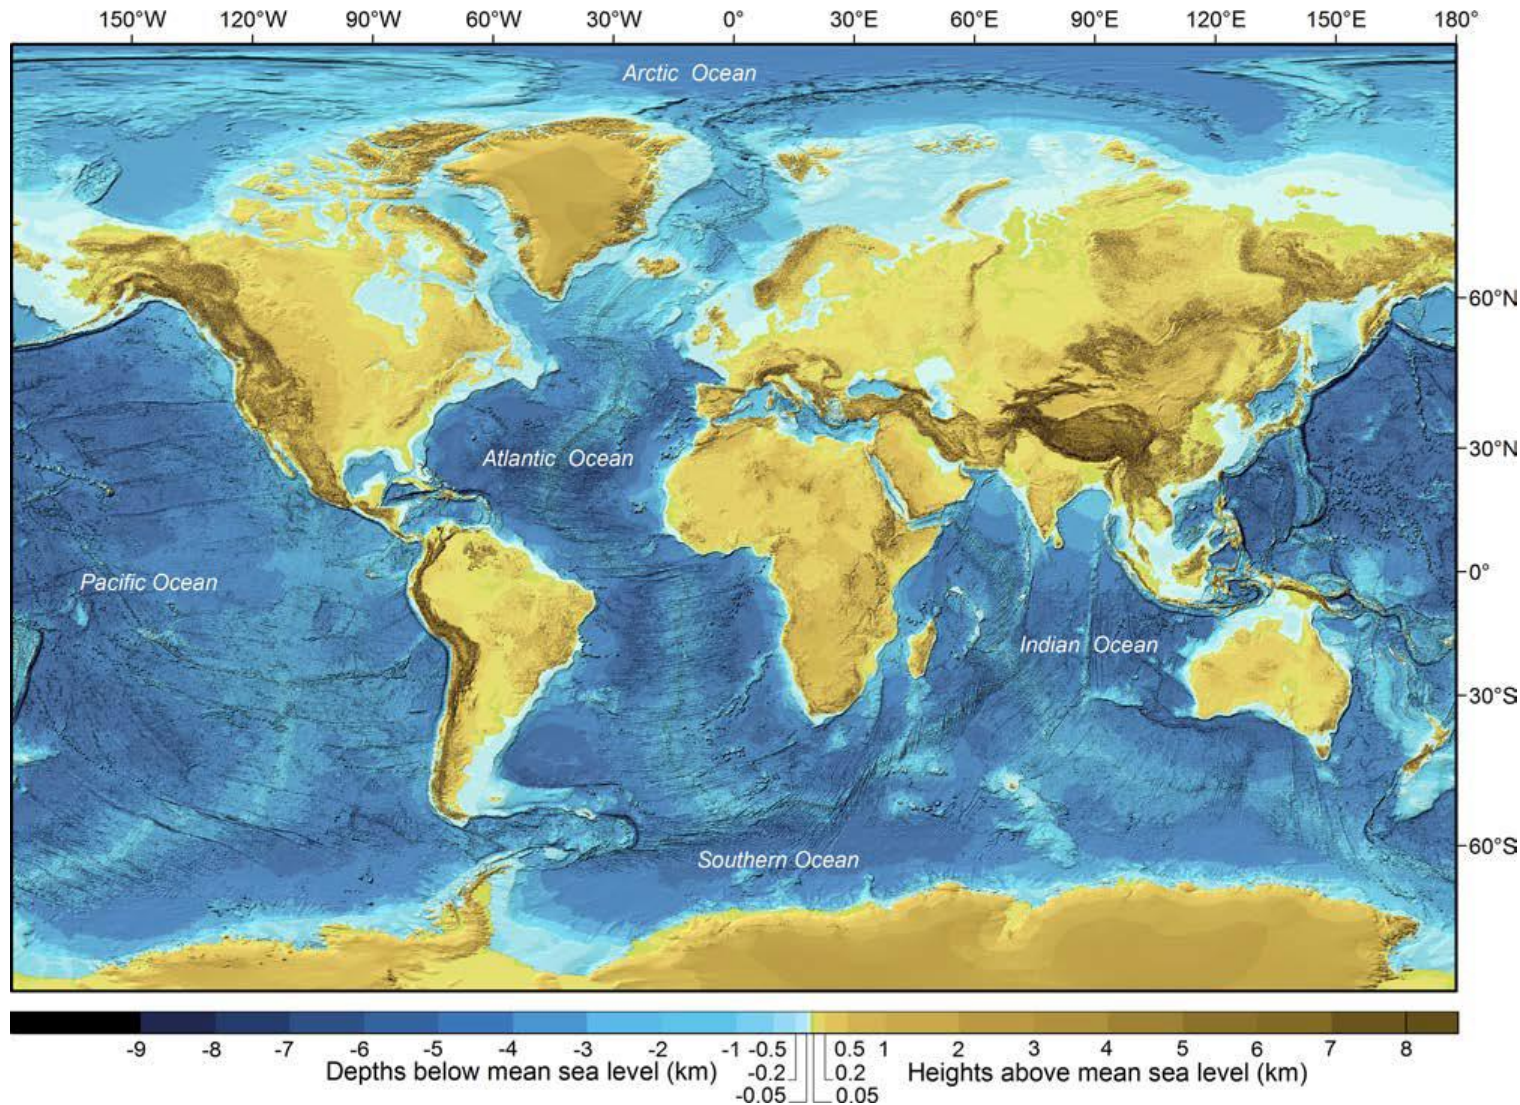 150°W 120°W 90°W 60°W 30°W 0° 30°E 60°E 90°E 120°E 150°E 180°
Arctic Ocean
60°N
Atlantic Ocean
30°N
Pacific Ocean
0°
Indian Ocean
30°S
Southern Ocean
60°S
-9 -8 -7 -6 -5 -4 -3 -2 -1 -0.5 0.5 1 2 3 4 5 6 7 8
Depths below mean sea level (km) -0.2 0.2 Heights above mean sea level (km)
-0.05 0.05